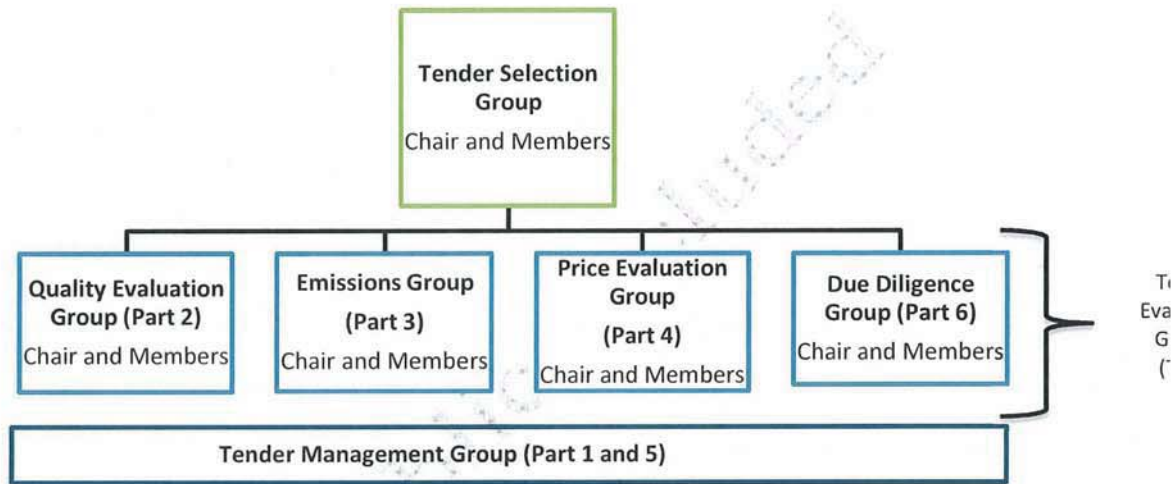 Tender Selection
Group
Chair and Members
Quality Evaluation
Group (Part 2)
Chair and Members
Emissions Group
(Part 3)
Chair and Members
Price Evaluation
Group
(Part 4)
Chair and Members
Due Diligence
Group (Part 6)
Chair and Members
Tender Management Group (Part 1 and 5)